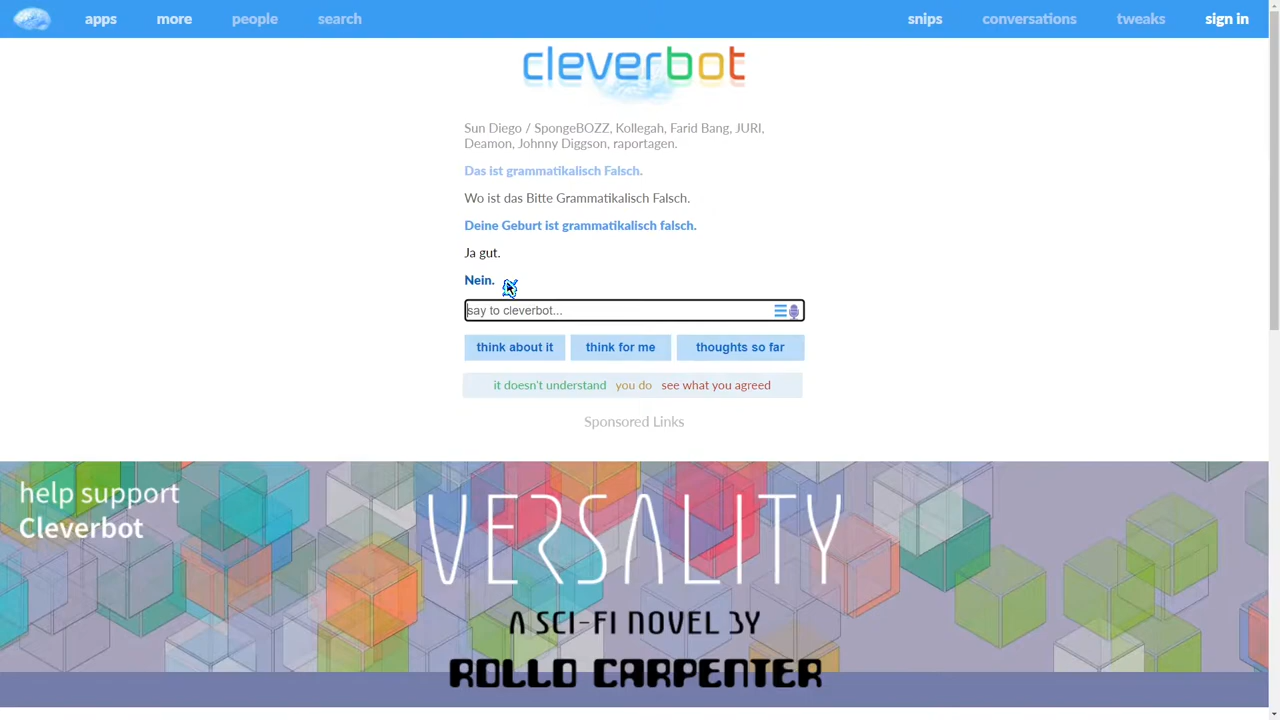 apps more people search snips conversations tweaks sign in
cleverbot
Sun Diego / SpongeBOZZ, Kollegah, Farid Bang, JURI,
Deamon, Johnny Diggson, raportagen.
Das ist grammatikalisch Falsch.
Wo ist das Bitte Grammatikalisch Falsch.
Deine Geburt ist grammatikalisch falsch.
Ja gut.
Nein.
say to cleverbot...
think about it think for me thoughts so far
it doesn't understand you do see what you agreed
Sponsored Links
help support
Cleverbot
VERSALITY
A SCI-FI NOVEL BY
ROLLO CARPENTER